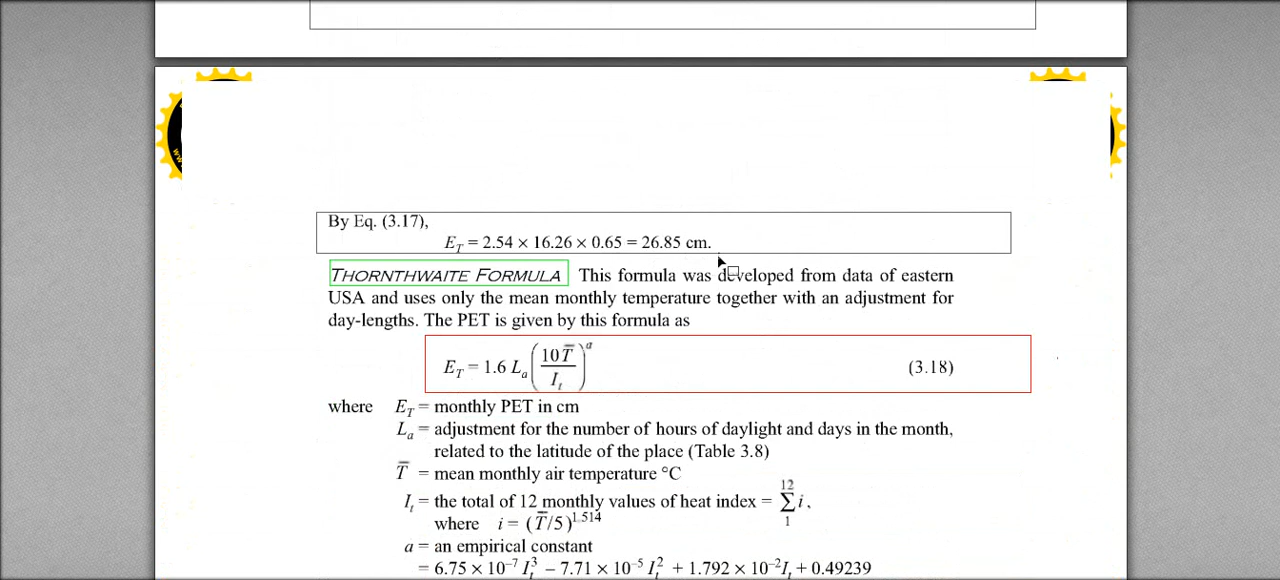 By Eq. (3.17),
E_T = 2.54 × 16.26 × 0.65 = 26.85 cm.
THORNTHWAITE FORMULA This formula was developed from data of eastern
USA and uses only the mean monthly temperature together with an adjustment for
day-lengths. The PET is given by this formula as
E_T = 1.6 L_a (10T̅ / I_t)^a (3.18)
where E_T = monthly PET in cm
L_a = adjustment for the number of hours of daylight and days in the month,
related to the latitude of the place (Table 3.8)
T̅ = mean monthly air temperature °C
I_t = the total of 12 monthly values of heat index = ∑_1^12 i,
where i = (T̅/5)^1.514
a = an empirical constant
= 6.75 × 10^-7 I_t^3 – 7.71 × 10^-5 I_t^2 + 1.792 × 10^-2 I_t + 0.49239